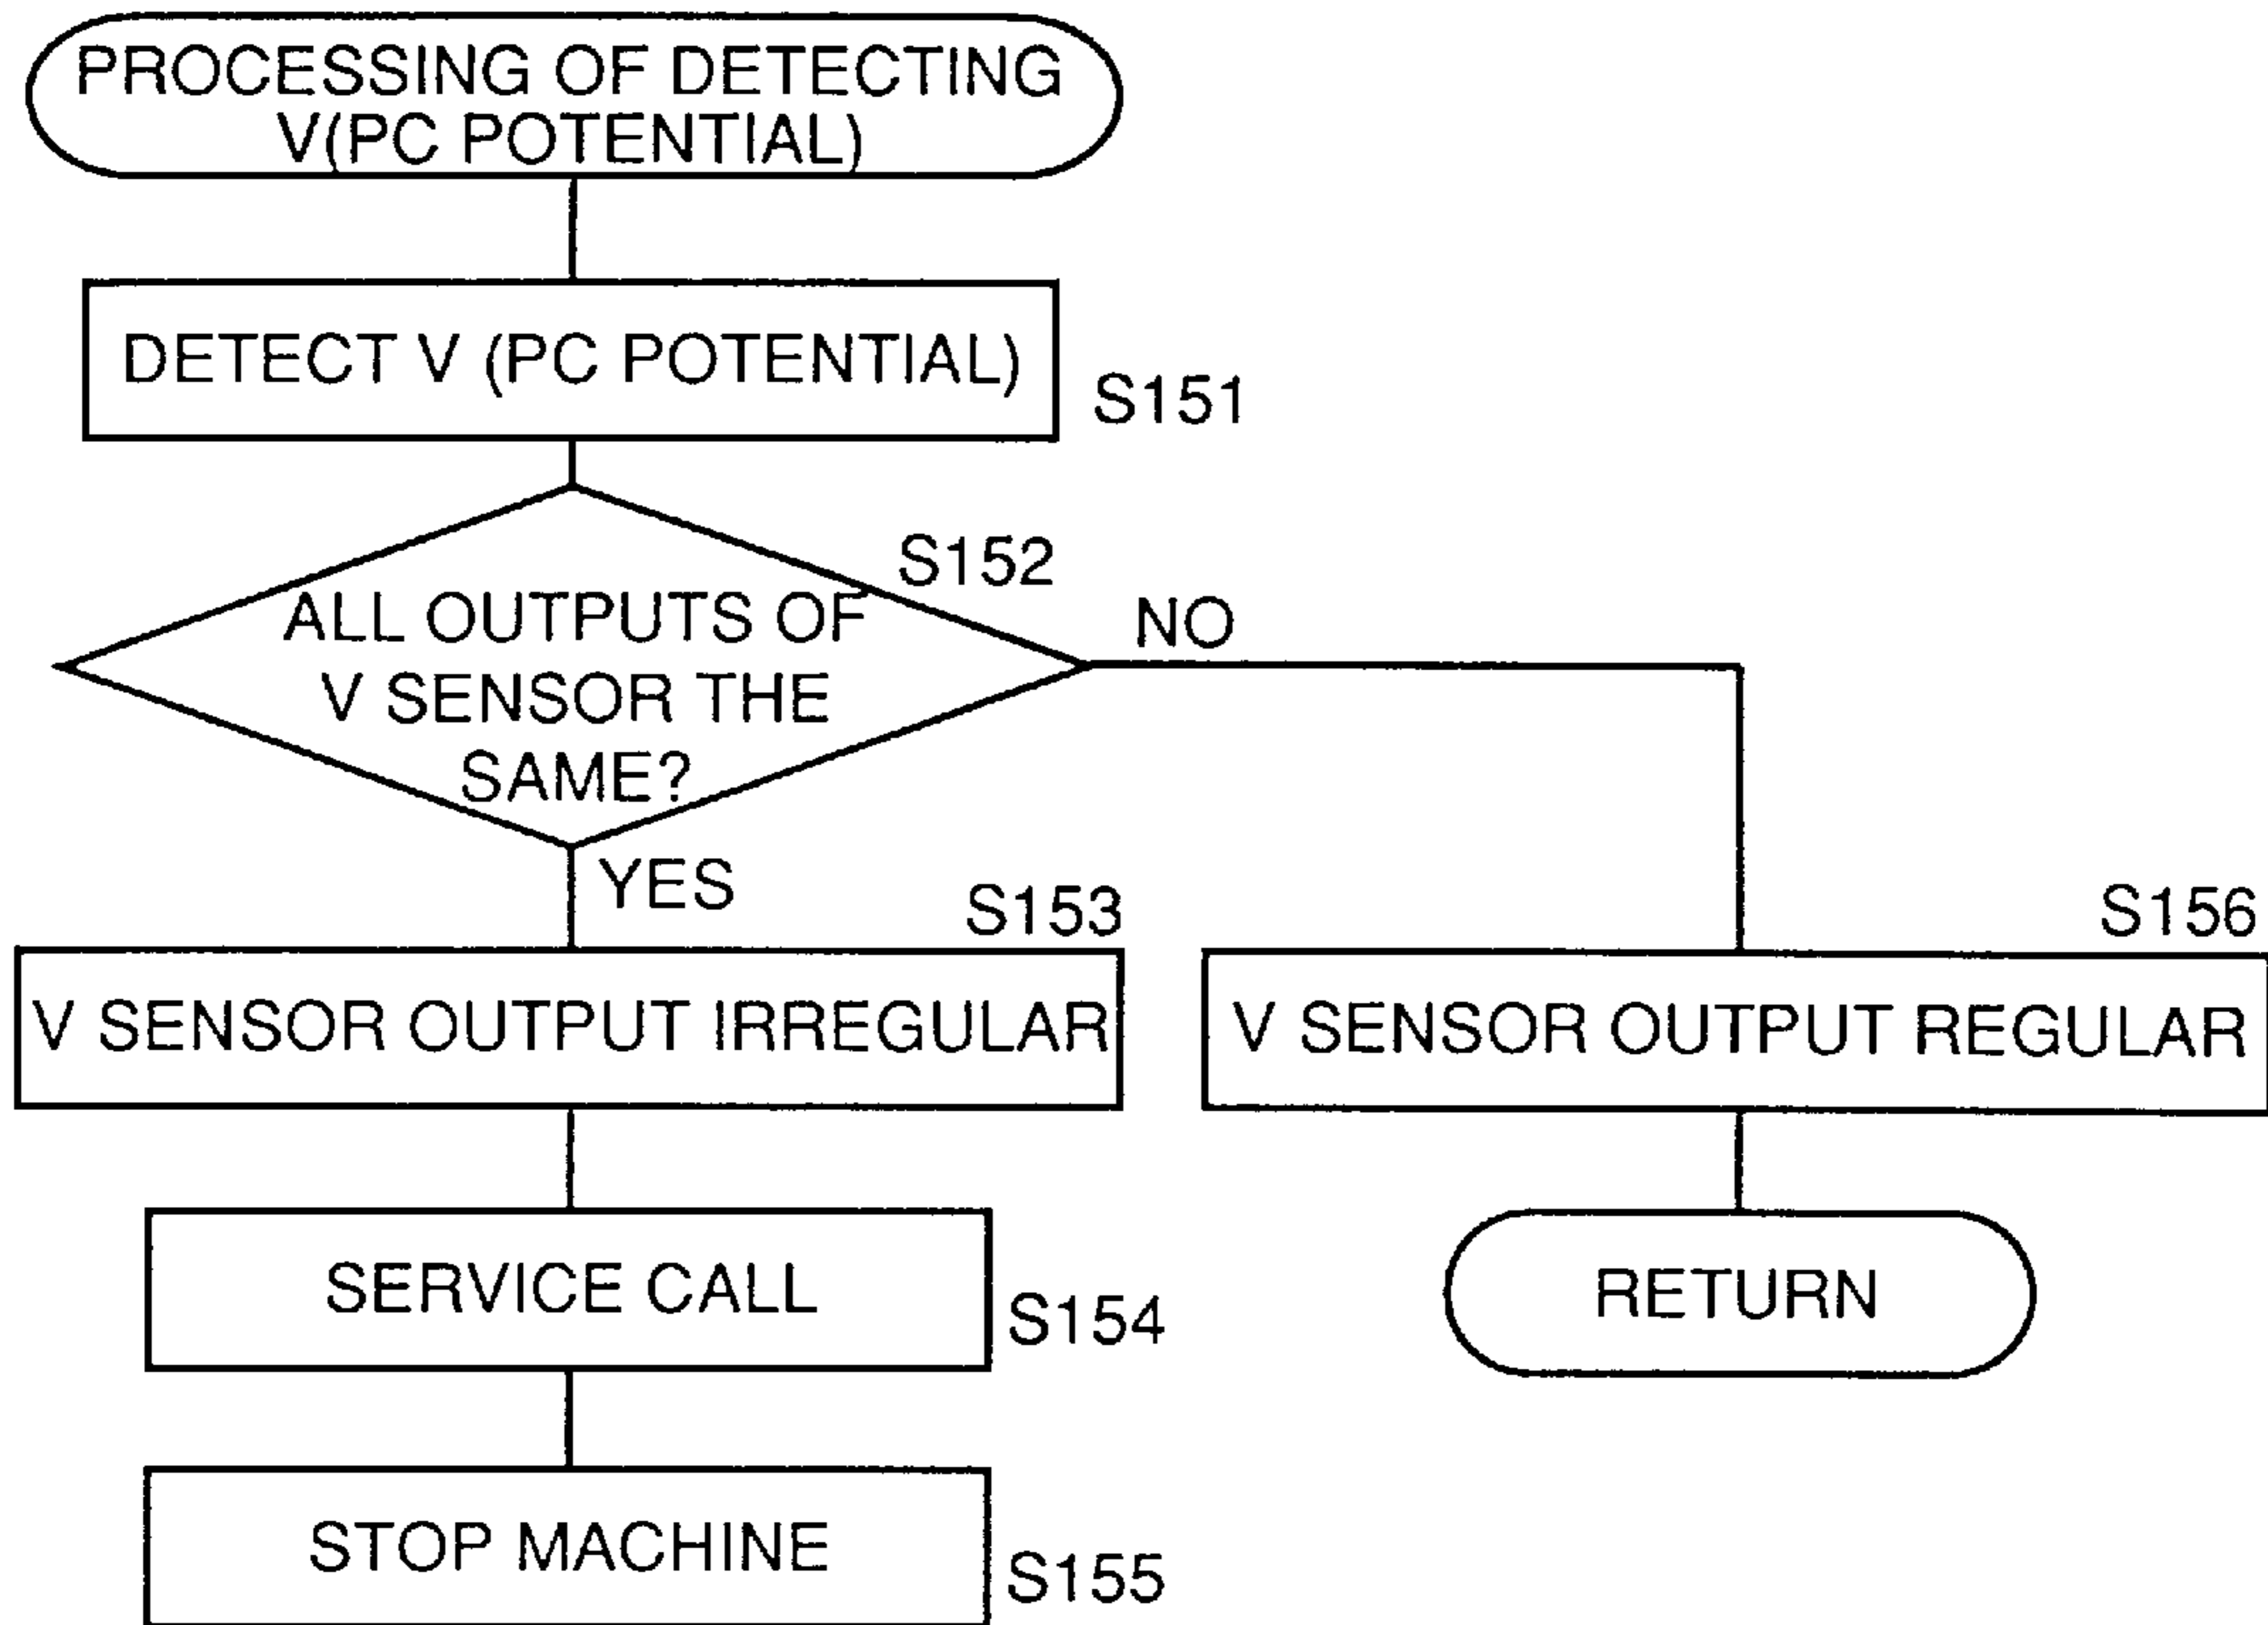 PROCESSING OF DETECTING
V(PC POTENTIAL)
DETECT V (PC POTENTIAL)
S151
S152
ALL OUTPUTS OF
V SENSOR THE
SAME?
NO
YES
S153
V SENSOR OUTPUT IRREGULAR
S156
V SENSOR OUTPUT REGULAR
SERVICE CALL
S154
RETURN
STOP MACHINE
S155